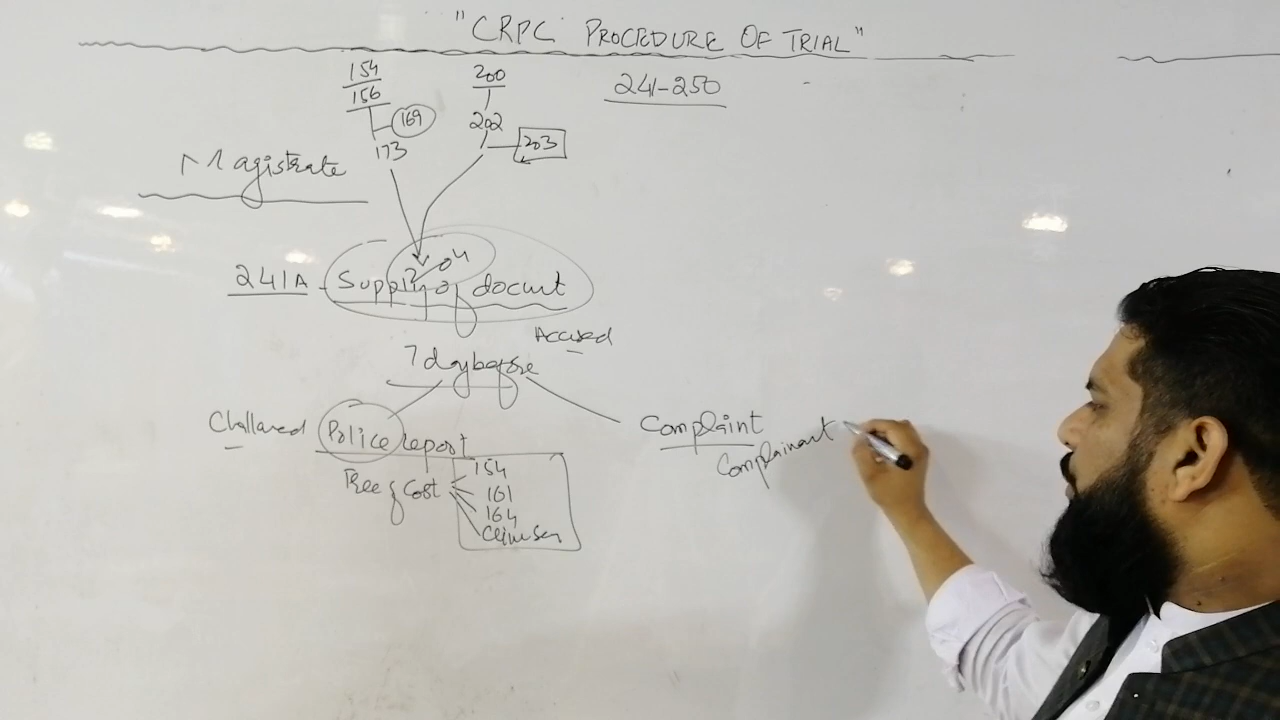 "CRPC PROCEDURE OF TRIAL"
154
156
169
173
200
202
203
241-250
Magistrate
204
241A - Supply of docunt
Accused
7 day before
Challaned Police report
Free of Cost
154
161
164
Complaint
Complainant